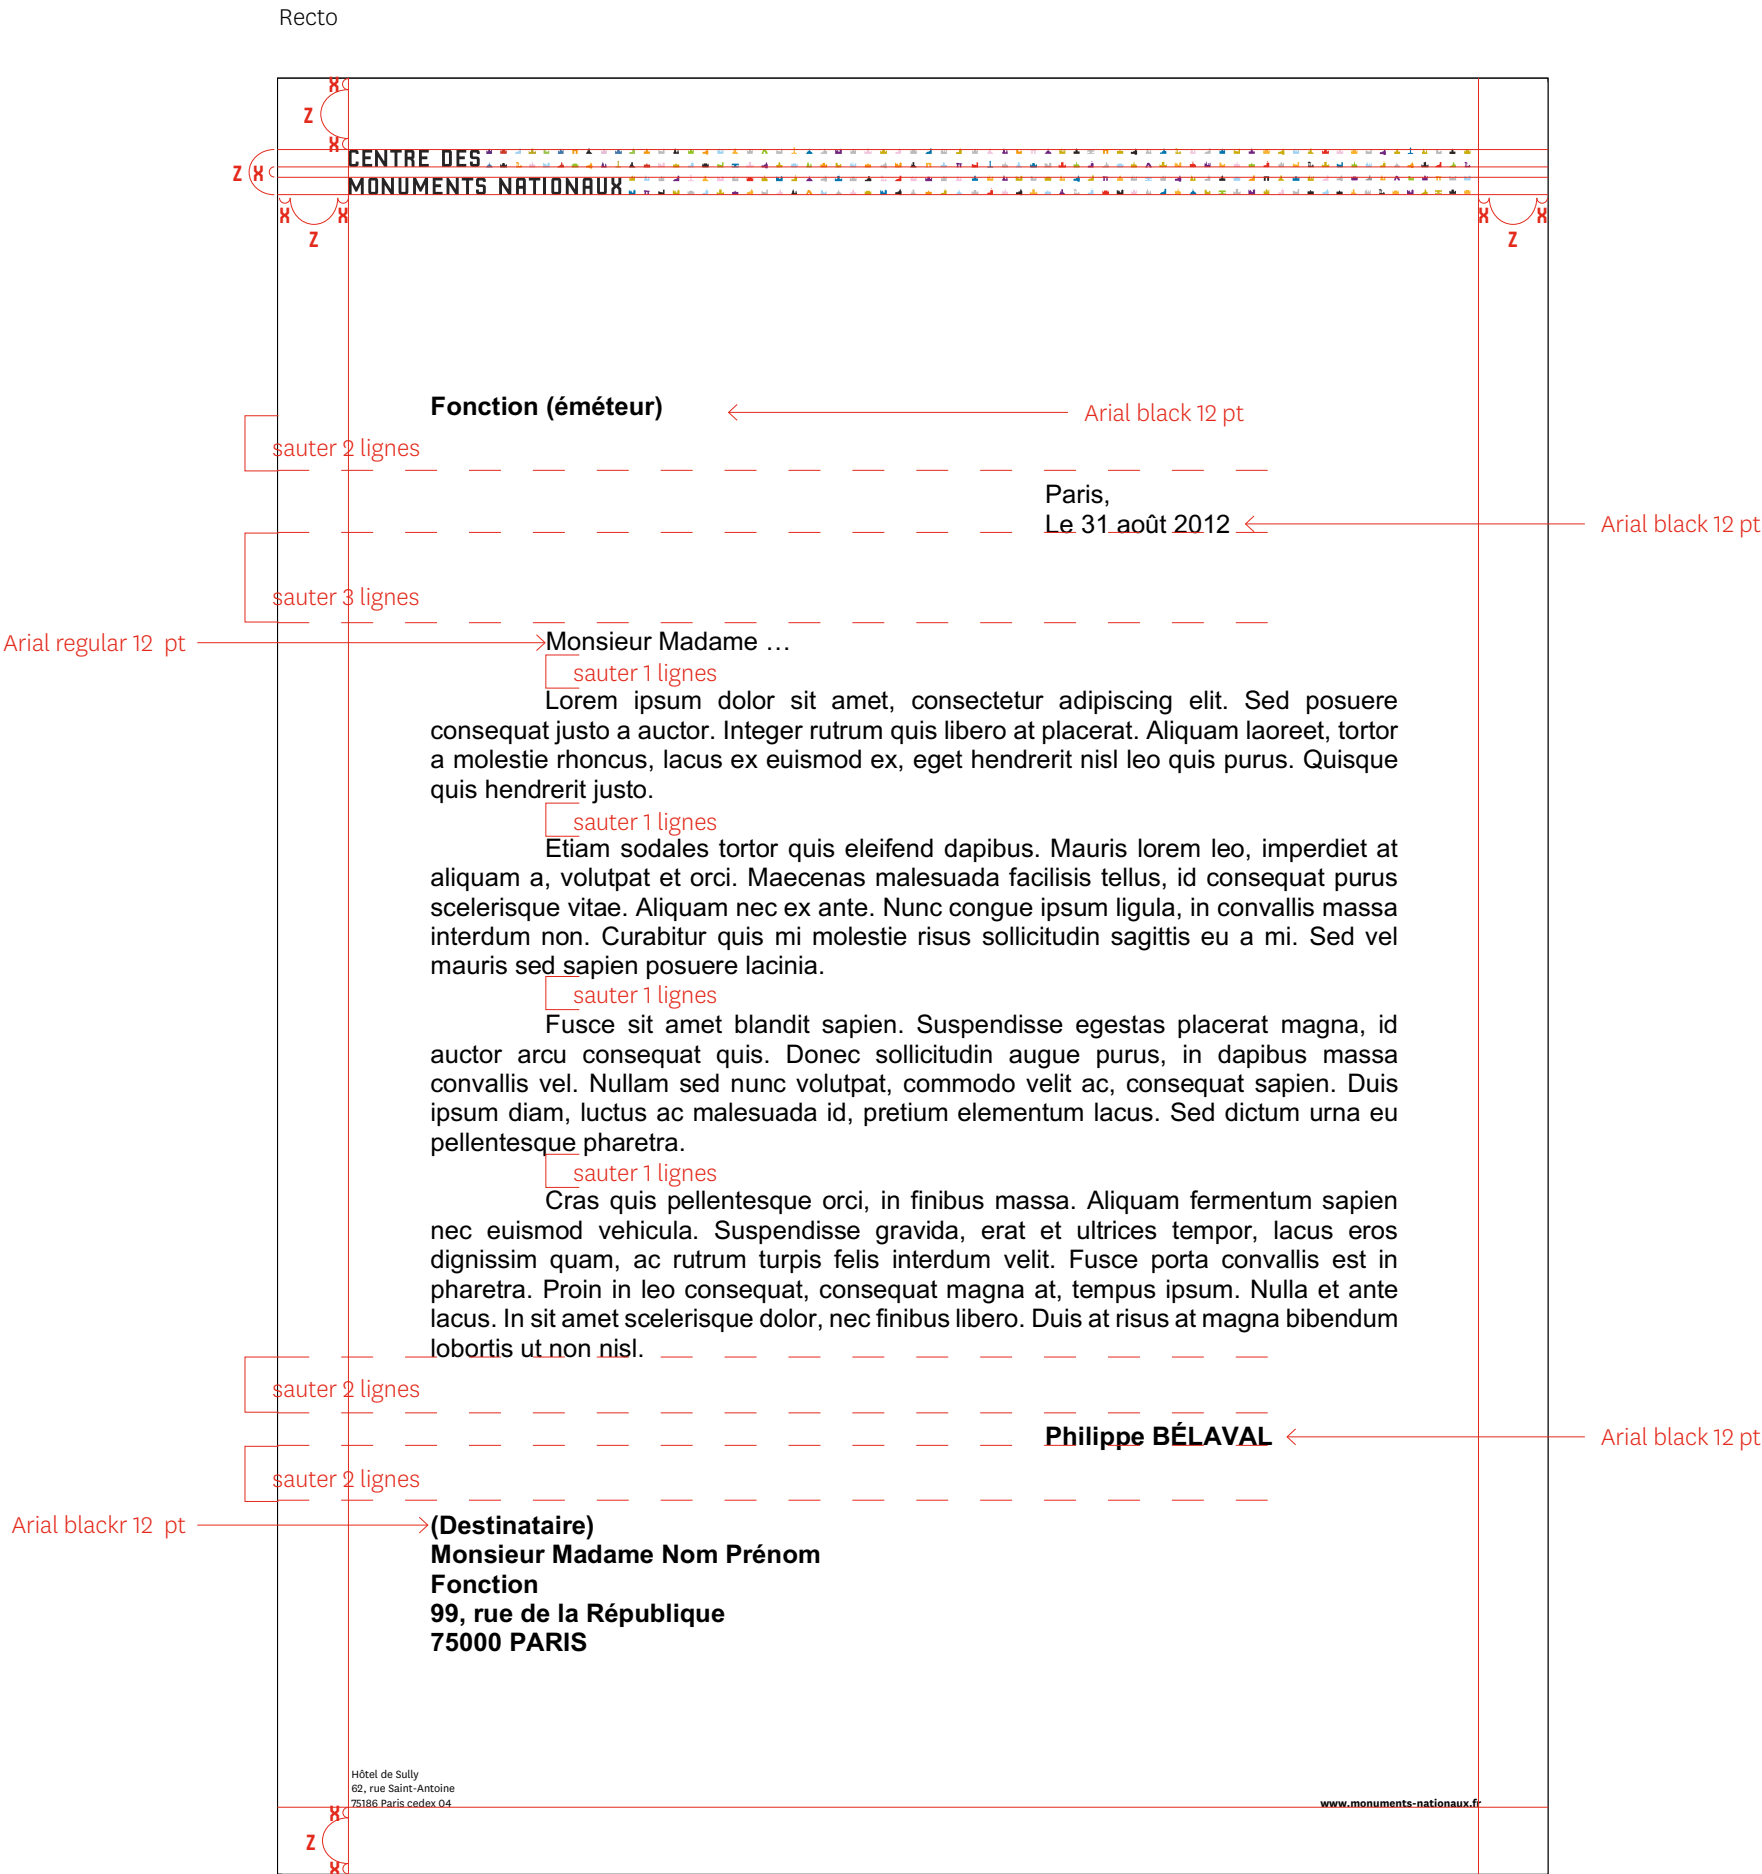 Recto
X
Z
X
Z X
CENTRE DES
MONUMENTS NATIONAUX
X X
Z
X X
Z
Fonction (éméteur)
Arial black 12 pt
sauter 2 lignes
Paris,
Le 31 août 2012
Arial black 12 pt
sauter 3 lignes
Arial regular 12 pt
Monsieur Madame …
sauter 1 lignes
Lorem ipsum dolor sit amet, consectetur adipiscing elit. Sed posuere
consequat justo a auctor. Integer rutrum quis libero at placerat. Aliquam laoreet, tortor
a molestie rhoncus, lacus ex euismod ex, eget hendrerit nisl leo quis purus. Quisque
quis hendrerit justo.
sauter 1 lignes
Etiam sodales tortor quis eleifend dapibus. Mauris lorem leo, imperdiet at
aliquam a, volutpat et orci. Maecenas malesuada facilisis tellus, id consequat purus
scelerisque vitae. Aliquam nec ex ante. Nunc congue ipsum ligula, in convallis massa
interdum non. Curabitur quis mi molestie risus sollicitudin sagittis eu a mi. Sed vel
mauris sed sapien posuere lacinia.
sauter 1 lignes
Fusce sit amet blandit sapien. Suspendisse egestas placerat magna, id
auctor arcu consequat quis. Donec sollicitudin augue purus, in dapibus massa
convallis vel. Nullam sed nunc volutpat, commodo velit ac, consequat sapien. Duis
ipsum diam, luctus ac malesuada id, pretium elementum lacus. Sed dictum urna eu
pellentesque pharetra.
sauter 1 lignes
Cras quis pellentesque orci, in finibus massa. Aliquam fermentum sapien
nec euismod vehicula. Suspendisse gravida, erat et ultrices tempor, lacus eros
dignissim quam, ac rutrum turpis felis interdum velit. Fusce porta convallis est in
pharetra. Proin in leo consequat, consequat magna at, tempus ipsum. Nulla et ante
lacus. In sit amet scelerisque dolor, nec finibus libero. Duis at risus at magna bibendum
lobortis ut non nisl.
sauter 2 lignes
Philippe BÉLAVAL
Arial black 12 pt
sauter 2 lignes
Arial blackr 12 pt
(Destinataire)
Monsieur Madame Nom Prénom
Fonction
99, rue de la République
75000 PARIS
Hôtel de Sully
62, rue Saint-Antoine
75186 Paris cedex 04
www.monuments-nationaux.fr
X
Z
X